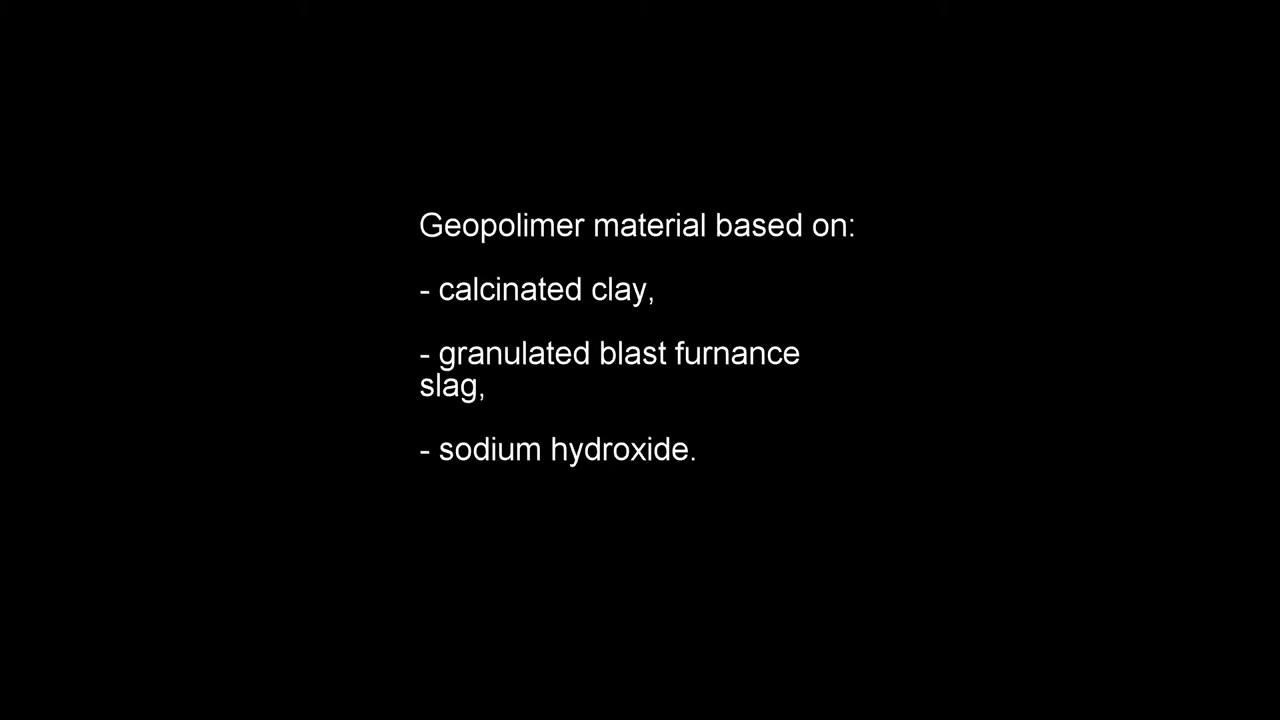 Geopolimer material based on:
- calcinated clay,
- granulated blast furnance
slag,
- sodium hydroxide.